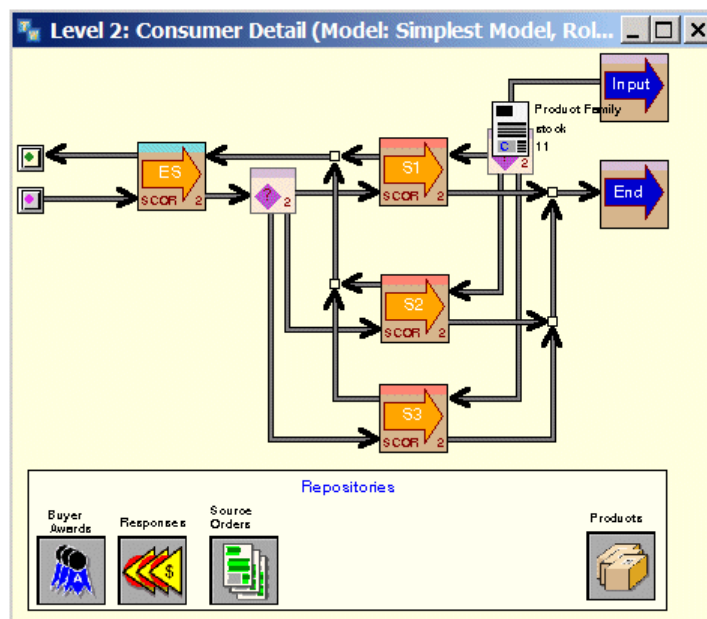 Level 2: Consumer Detail (Model: Simplest Model, Rol...
Input
Product Family
stock
C 11
? 2
ES
SCOR 2
? 2
S1
SCOR 2
End
S2
SCOR 2
S3
SCOR 2
Repositories
Buyer
Awards
Responses
Source
Orders
Products
A
$